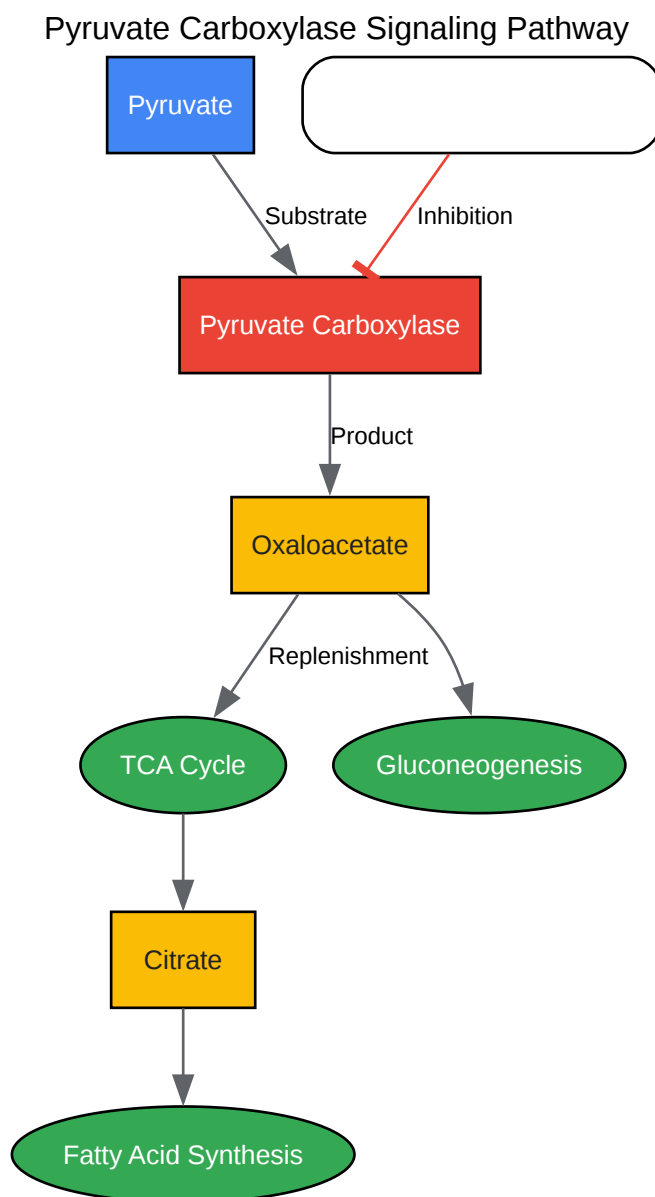 Pyruvate Carboxylase Signaling Pathway
Pyruvate
Substrate
Inhibition
Pyruvate Carboxylase
Product
Oxaloacetate
Replenishment
TCA Cycle
Gluconeogenesis
Citrate
Fatty Acid Synthesis